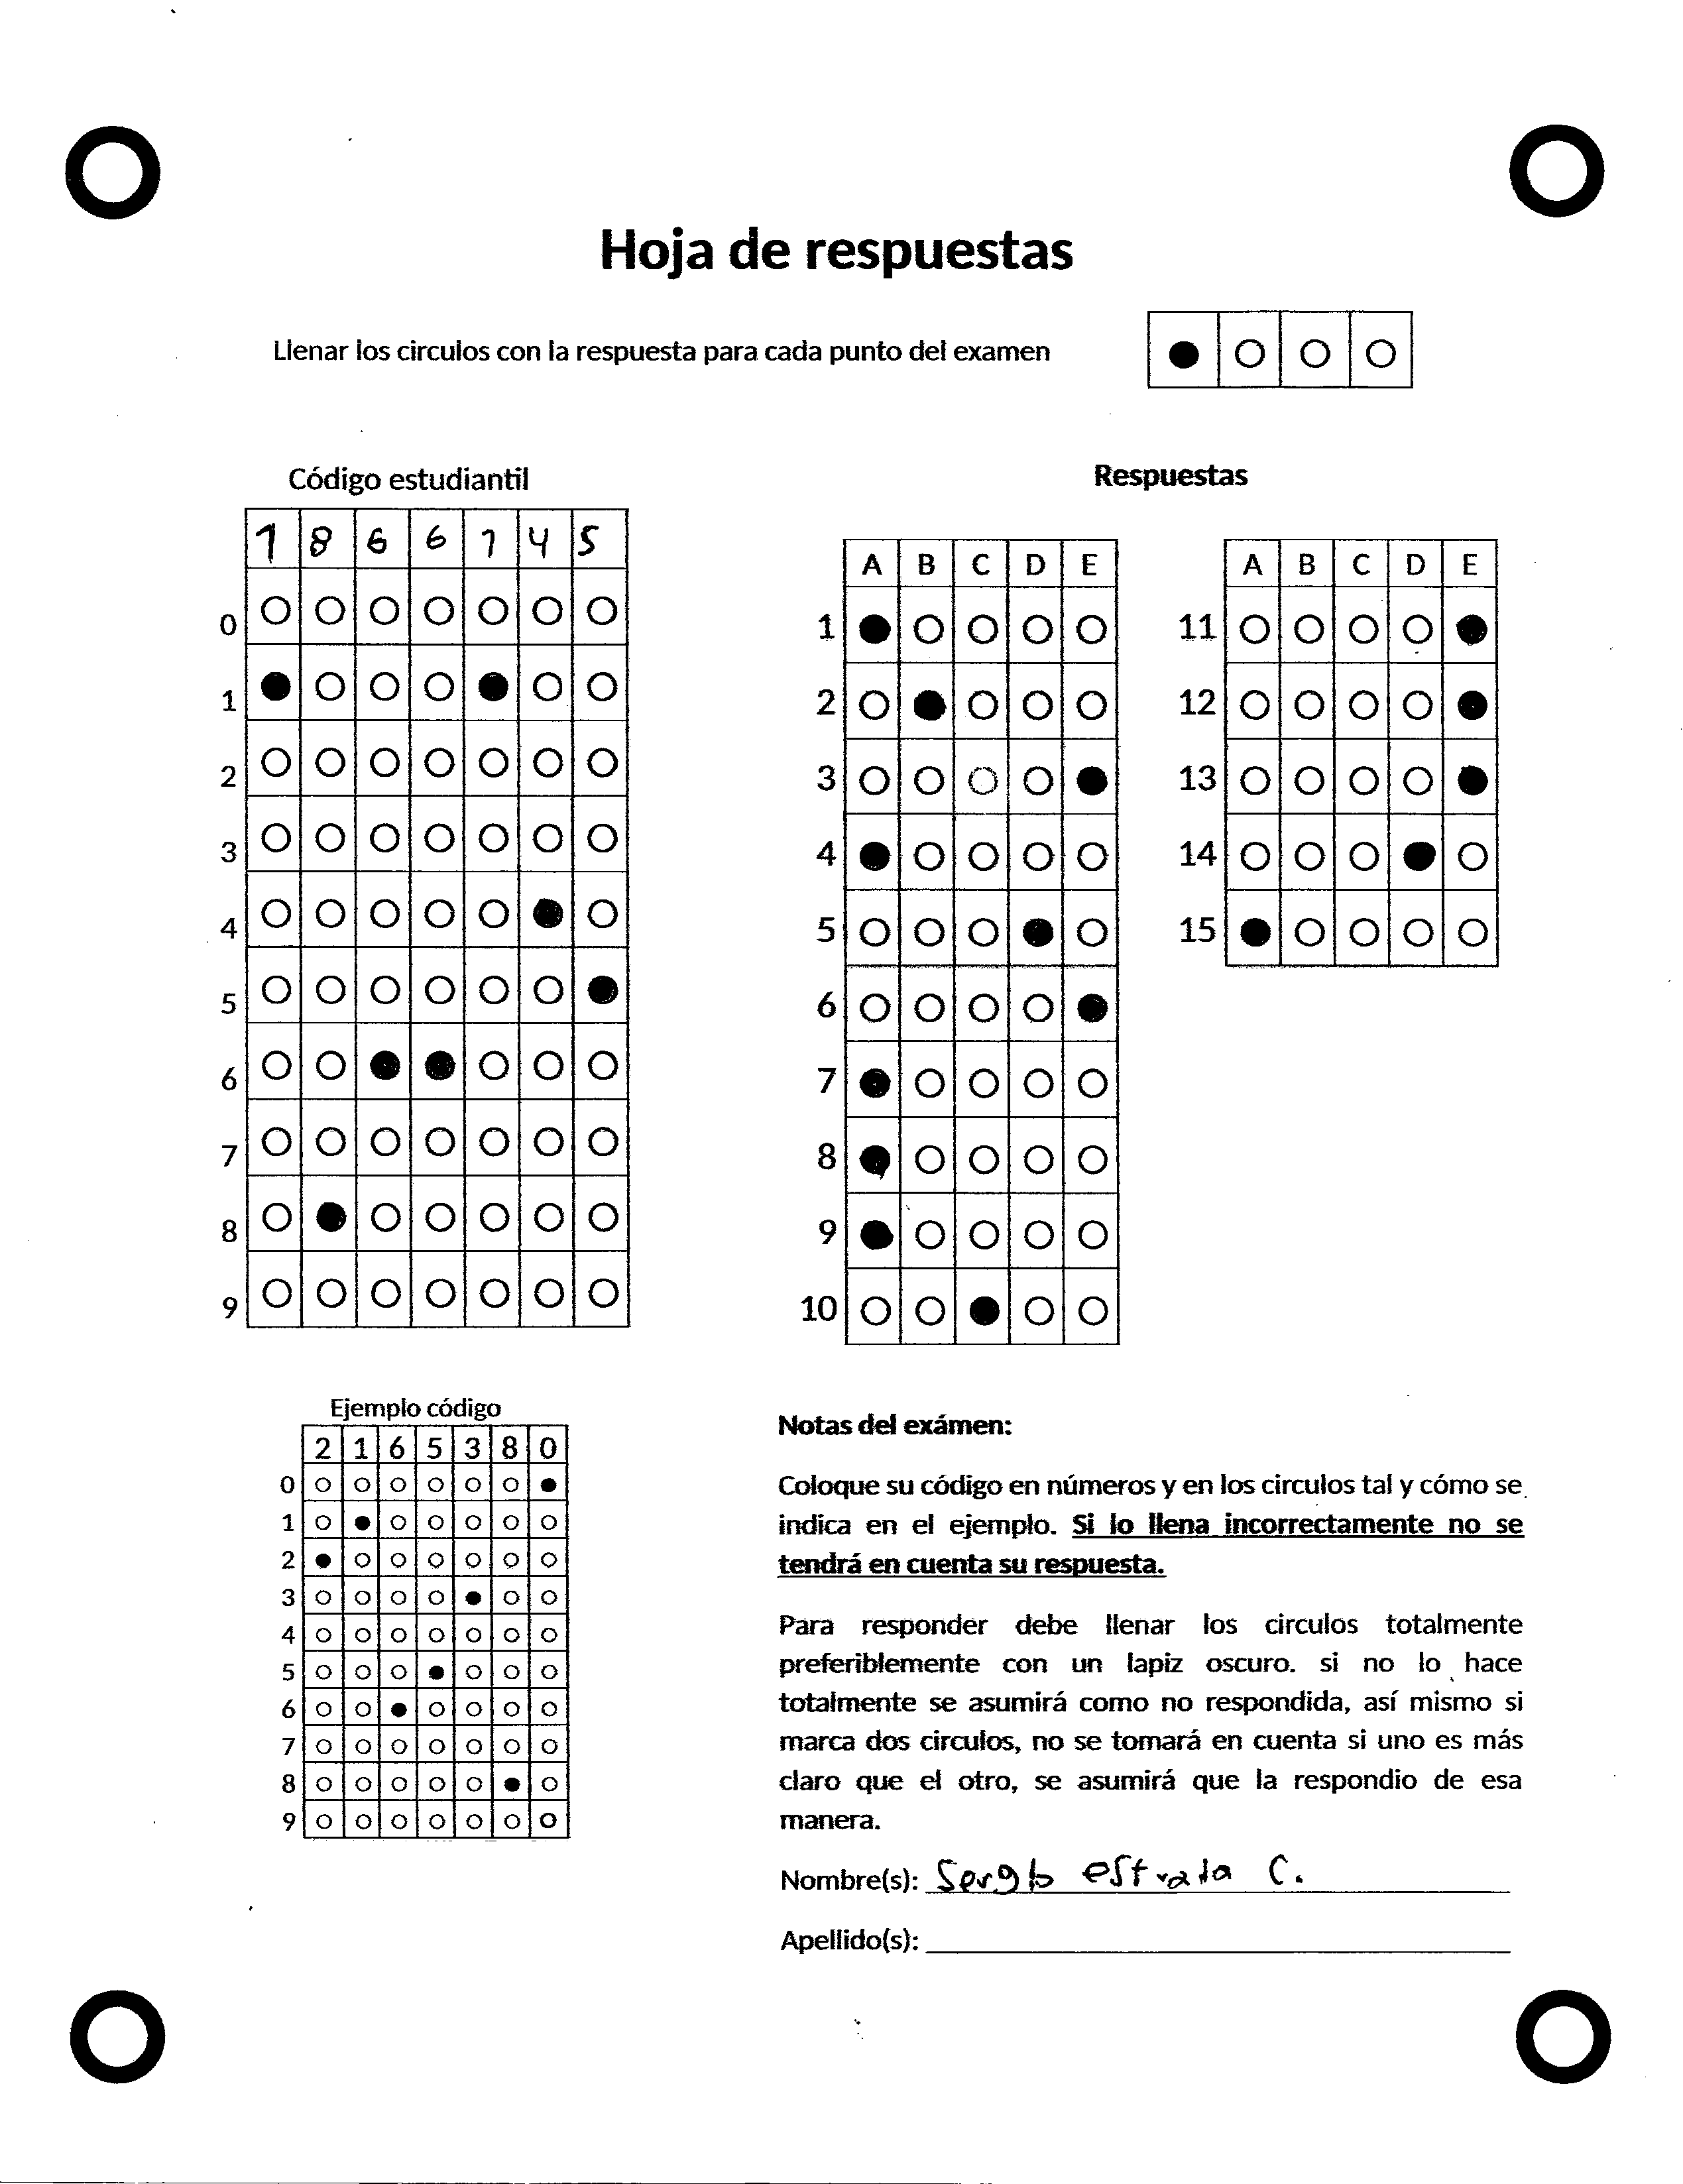 Hoja de respuestas
Llenar los circulos con la respuesta para cada punto del examen
Código estudiantil
1 8 6 6 1 4 5
0
1
2
3
4
5
6
7
8
9
Respuestas
A B C D E
1
2
3
4
5
6
7
8
9
10
A B C D E
11
12
13
14
15
Ejemplo código
2 1 6 5 3 8 0
0
1
2
3
4
5
6
7
8
9
Notas del exámen:
Coloque su código en números y en los circulos tal y cómo se
indica en el ejemplo. Si lo llena incorrectamente no se
tendrá en cuenta su respuesta.
Para responder debe llenar los circulos totalmente
preferiblemente con un lapiz oscuro. si no lo hace
totalmente se asumirá como no respondida, así mismo si
marca dos circulos, no se tomará en cuenta si uno es más
claro que el otro, se asumirá que la respondio de esa
manera.
Nombre(s): Sergio estrada C.
Apellido(s):